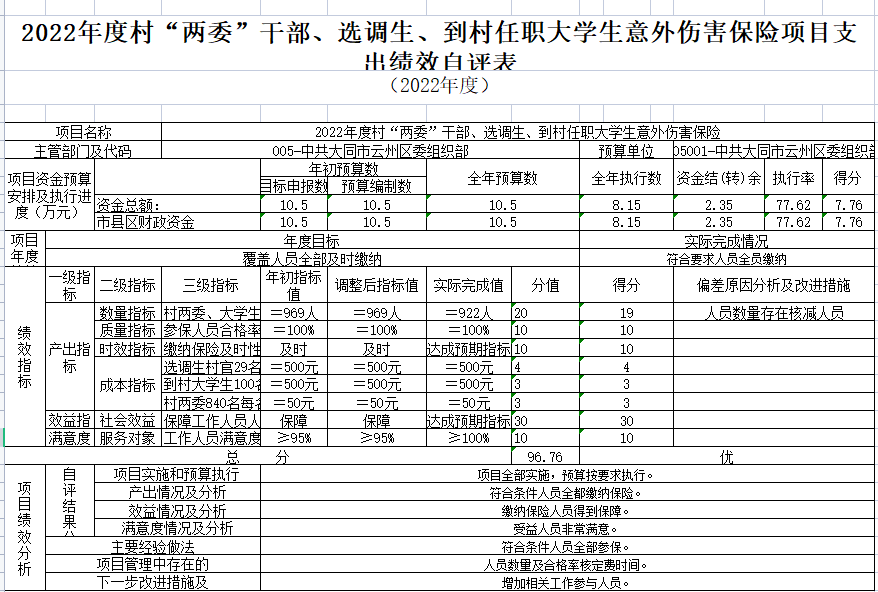 2022年度村“两委”干部、选调生、到村任职大学生意外伤害保险项目支
出绩效自评表
（2022年度）
项目名称 2022年度村“两委”干部、选调生、到村任职大学生意外伤害保险
主管部门及代码 005-中共大同市云州区委组织部 预算单位 05001-中共大同市云州区委组织部
项目资金预算安排及执行进度（万元） 年初预算数 全年预算数 全年执行数 资金结(转)余 执行率 得分
目标申报数 预算编制数
资金总额： 10.5 10.5 10.5 8.15 2.35 77.62 7.76
市县区财政资金 10.5 10.5 10.5 8.15 2.35 77.62 7.76
项目年度 年度目标 实际完成情况
覆盖人员全部及时缴纳 符合要求人员全员缴纳
绩效指标 一级指标 二级指标 三级指标 年初指标值 调整后指标值 实际完成值 分值 得分 偏差原因分析及改进措施
产出指标 数量指标 村两委、大学生 ＝969人 ＝969人 ＝922人 20 19 人员数量存在核减人员
质量指标 参保人员合格率 ＝100% ＝100% ＝100% 10 10
时效指标 缴纳保险及时性 及时 及时 达成预期指标 10 10
成本指标 选调生村官29名 ＝500元 ＝500元 ＝500元 4 4
到村大学生100名 ＝500元 ＝500元 ＝500元 3 3
村两委840名每名 ＝50元 ＝50元 ＝50元 3 3
效益指 社会效益 保障工作人员人 保障 保障 达成预期指标 30 30
满意度 服务对象 工作人员满意度 ≥95% ≥95% ≥100% 10 10
总 分 96.76 优
项目绩效分析 自评结果 项目实施和预算执行 项目全部实施，预算按要求执行。
产出情况及分析 符合条件人员全都缴纳保险。
效益情况及分析 缴纳保险人员得到保障。
满意度情况及分析 受益人员非常满意。
主要经验做法 符合条件人员全部参保。
项目管理中存在的 人员数量及合格率核定费时间。
下一步改进措施及 增加相关工作参与人员。